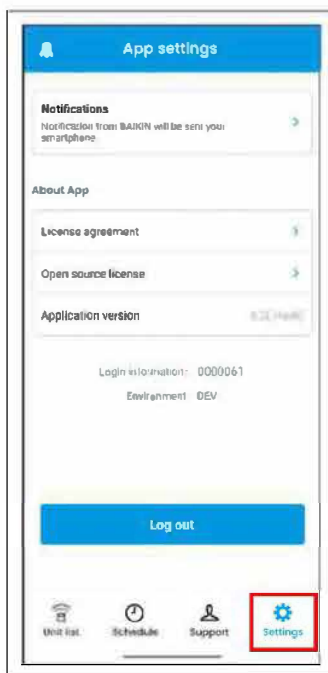 App settings
Notifications
Notification from BAIKIN will be sent your
smartphone
About App
License agreement
Open source license
Application version
Login information: 0000061
Environment DEV
Log out
Unit list
Schedule
Support
Settings